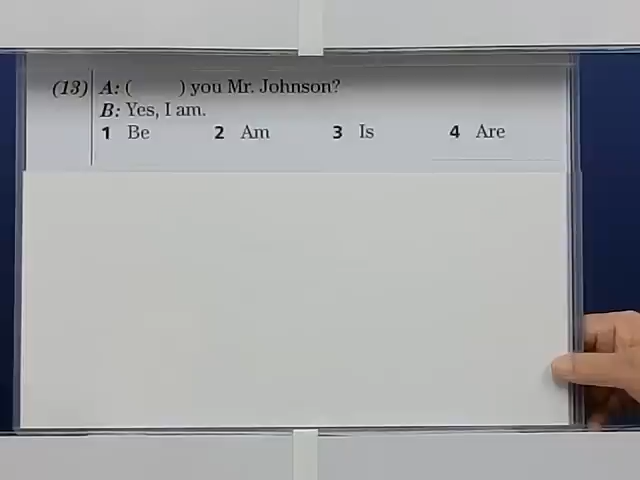 (13) A: ( ) you Mr. Johnson?
B: Yes, I am.
1 Be 2 Am 3 Is 4 Are